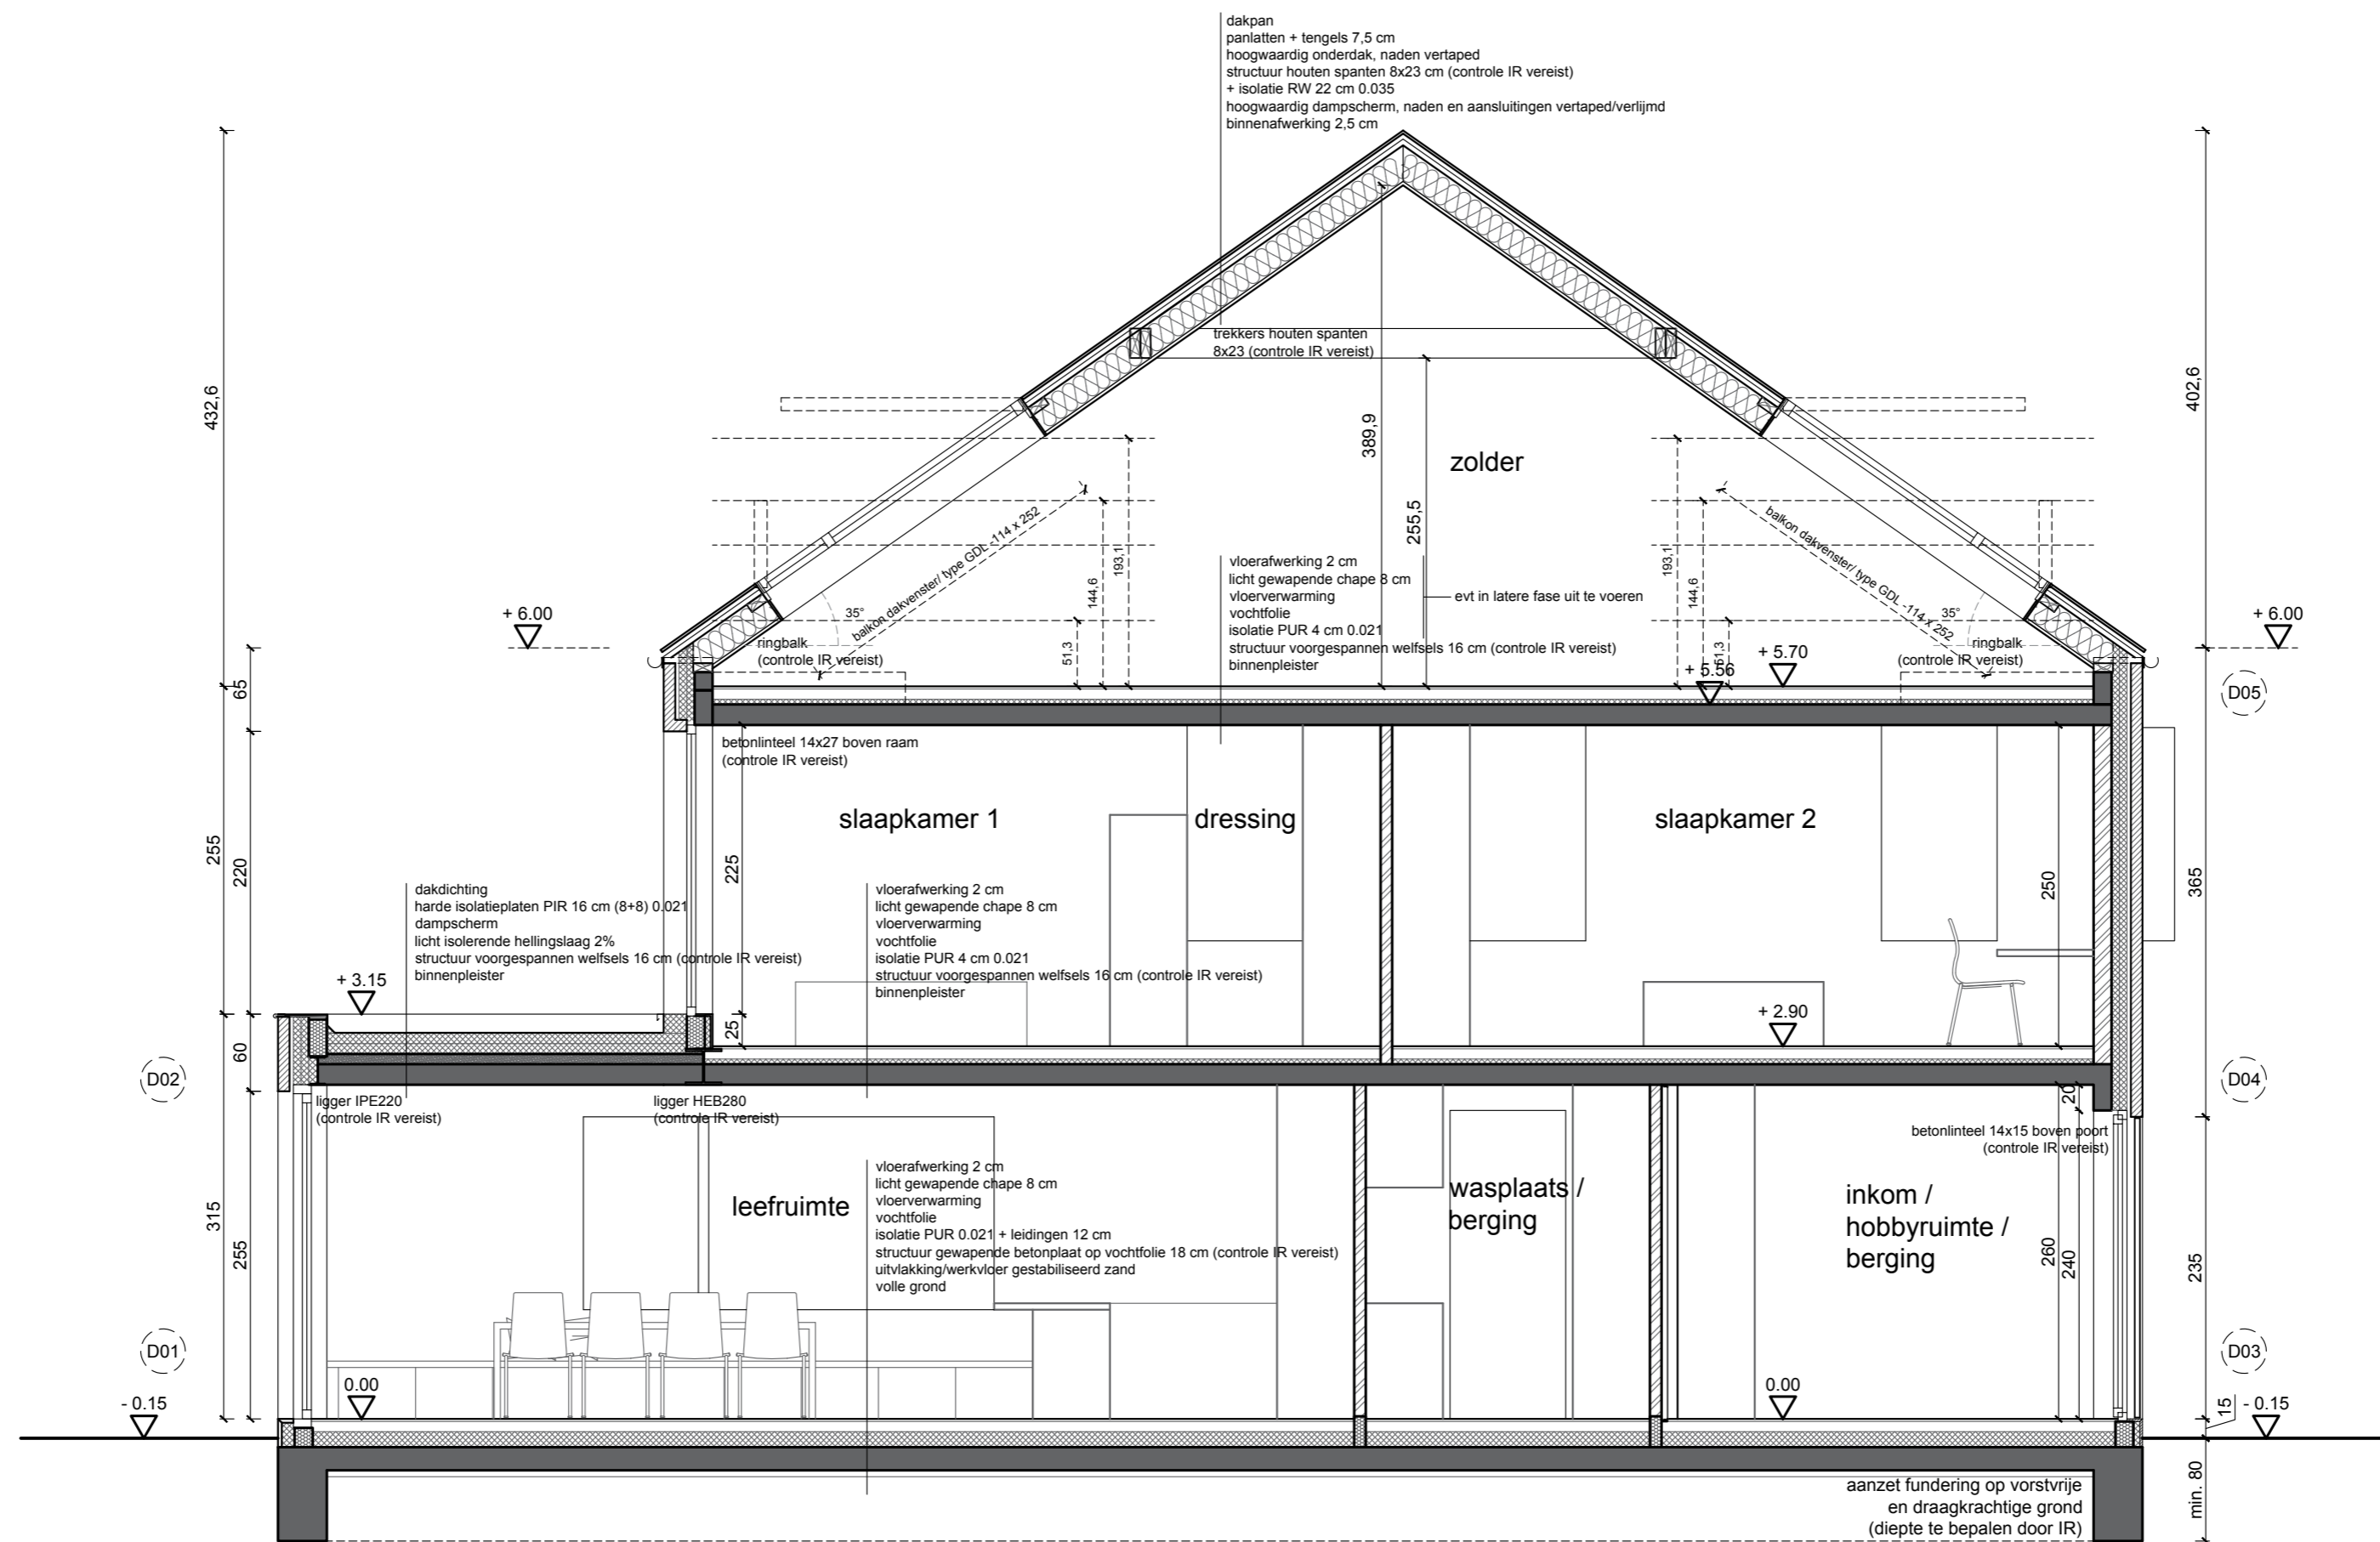 dakpan
panlatten + tengels 7,5 cm
hoogwaardig onderdak, naden vertaped
structuur houten spanten 8x23 cm (controle IR vereist)
+ isolatie RW 22 cm 0.035
hoogwaardig dampscherm, naden en aansluitingen vertaped/verlijmd
binnenafwerking 2,5 cm
trekkers houten spanten
8x23 (controle IR vereist)
432,6
402,6
389,9
255,5
zolder
193,1
144,6
51,3
35°
balkon dakvenster/ type GDL -114 x 252
ringbalk
(controle IR vereist)
193,1
144,6
51,3
35°
balkon dakvenster/ type GDL -114 x 252
ringbalk
(controle IR vereist)
vloerafwerking 2 cm
licht gewapende chape 8 cm
vloerverwarming
vochtfolie
isolatie PUR 4 cm 0.021
structuur voorgespannen welfsels 16 cm (controle IR vereist)
binnenpleister
evt in latere fase uit te voeren
+ 6.00
+ 6.00
+ 5.70
+ 5.56
D05
65
betonlinteel 14x27 boven raam
(controle IR vereist)
slaapkamer 1
dressing
slaapkamer 2
255
220
225
25
250
365
dakdichting
harde isolatieplaten PIR 16 cm (8+8) 0.021
dampscherm
licht isolerende hellingslaag 2%
structuur voorgespannen welfsels 16 cm (controle IR vereist)
binnenpleister
vloerafwerking 2 cm
licht gewapende chape 8 cm
vloerverwarming
vochtfolie
isolatie PUR 4 cm 0.021
structuur voorgespannen welfsels 16 cm (controle IR vereist)
binnenpleister
+ 3.15
+ 2.90
60
D02
D04
20
ligger IPE220
(controle IR vereist)
ligger HEB280
(controle IR vereist)
betonlinteel 14x15 boven poort
(controle IR vereist)
leefruimte
vloerafwerking 2 cm
licht gewapende chape 8 cm
vloerverwarming
vochtfolie
isolatie PUR 0.021 + leidingen 12 cm
structuur gewapende betonplaat op vochtfolie 18 cm (controle IR vereist)
uitvlakking/werkvloer gestabiliseerd zand
volle grond
wasplaats /
berging
inkom /
hobbyruimte /
berging
315
255
260
240
235
D01
D03
0.00
0.00
- 0.15
- 0.15
15
min. 80
aanzet fundering op vorstvrije
en draagkrachtige grond
(diepte te bepalen door IR)